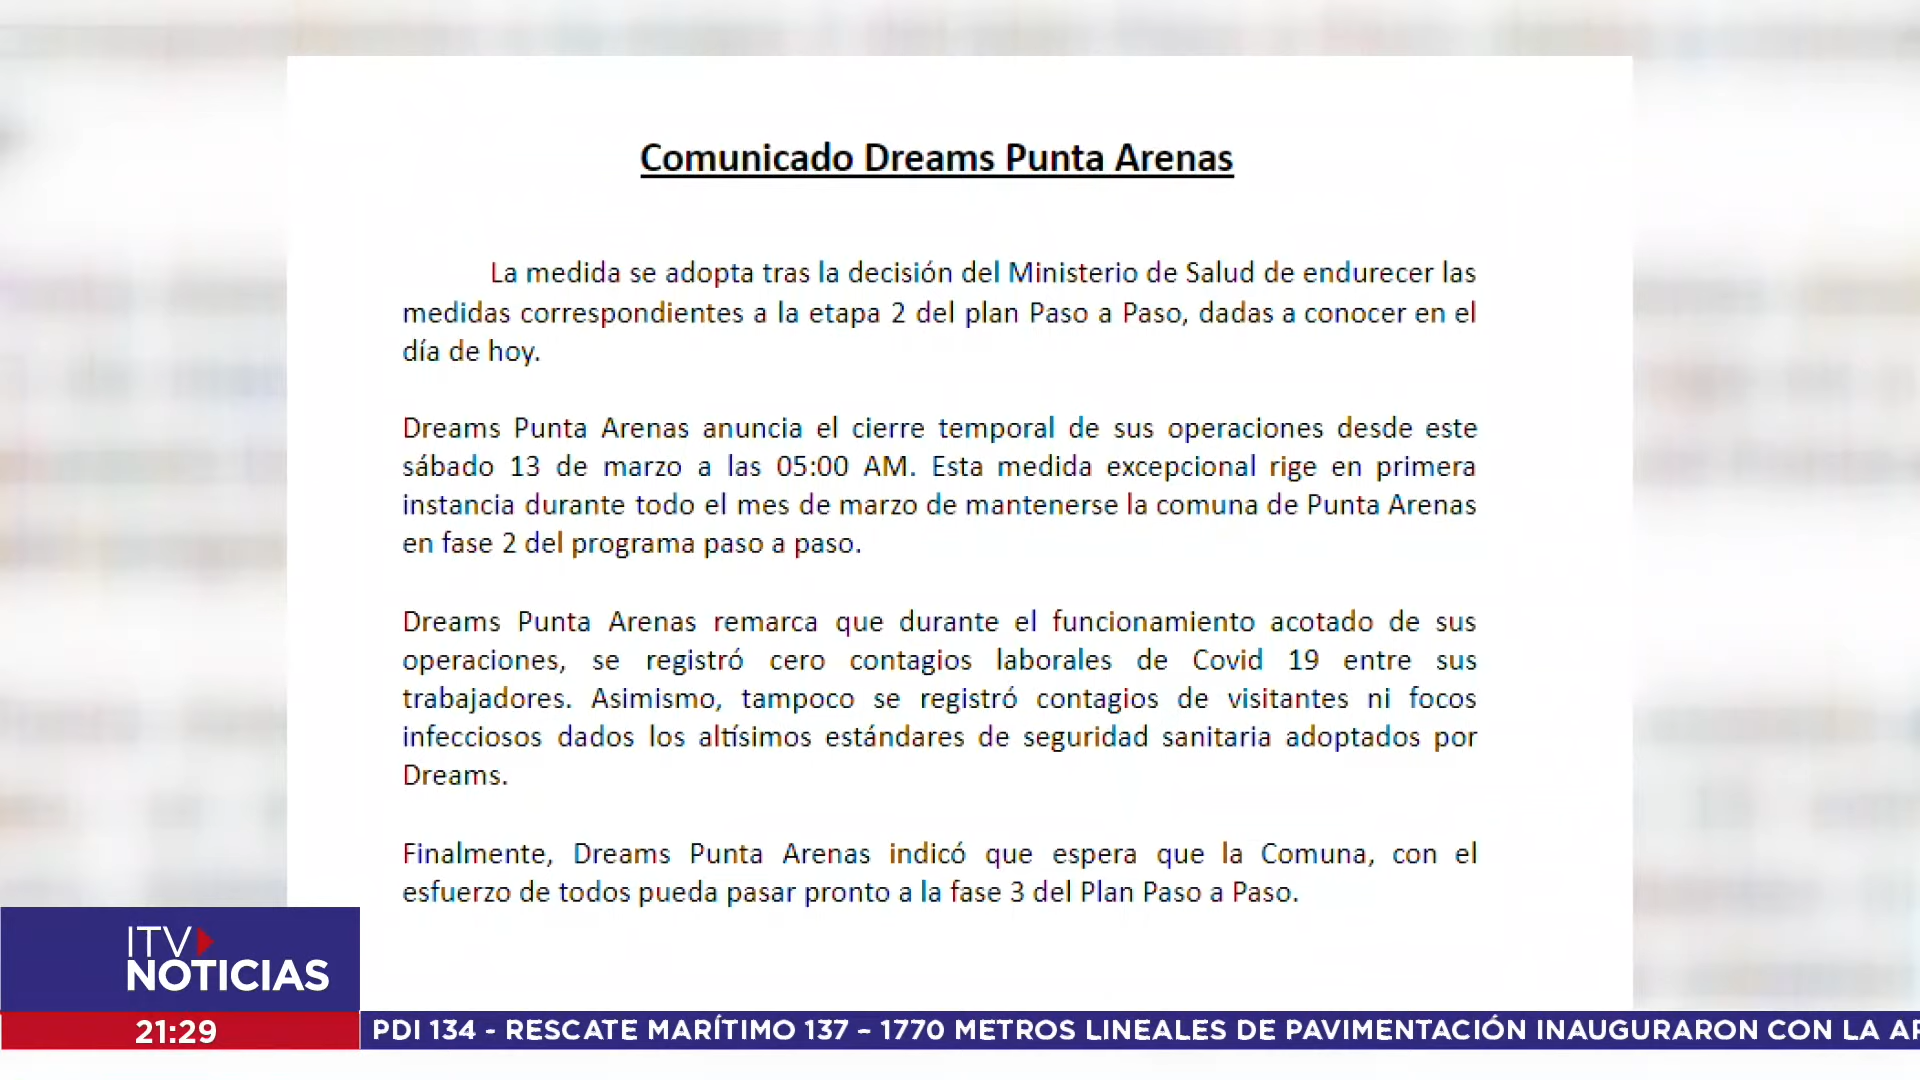 Comunicado Dreams Punta Arenas
La medida se adopta tras la decisión del Ministerio de Salud de endurecer las
medidas correspondientes a la etapa 2 del plan Paso a Paso, dadas a conocer en el
día de hoy.
Dreams Punta Arenas anuncia el cierre temporal de sus operaciones desde este
sábado 13 de marzo a las 05:00 AM. Esta medida excepcional rige en primera
instancia durante todo el mes de marzo de mantenerse la comuna de Punta Arenas
en fase 2 del programa paso a paso.
Dreams Punta Arenas remarca que durante el funcionamiento acotado de sus
operaciones, se registró cero contagios laborales de Covid 19 entre sus
trabajadores. Asimismo, tampoco se registró contagios de visitantes ni focos
infecciosos dados los altísimos estándares de seguridad sanitaria adoptados por
Dreams.
Finalmente, Dreams Punta Arenas indicó que espera que la Comuna, con el
esfuerzo de todos pueda pasar pronto a la fase 3 del Plan Paso a Paso.
ITV
NOTICIAS
21:29
PDI 134 - RESCATE MARÍTIMO 137 – 1770 METROS LINEALES DE PAVIMENTACIÓN INAUGURARON CON LA